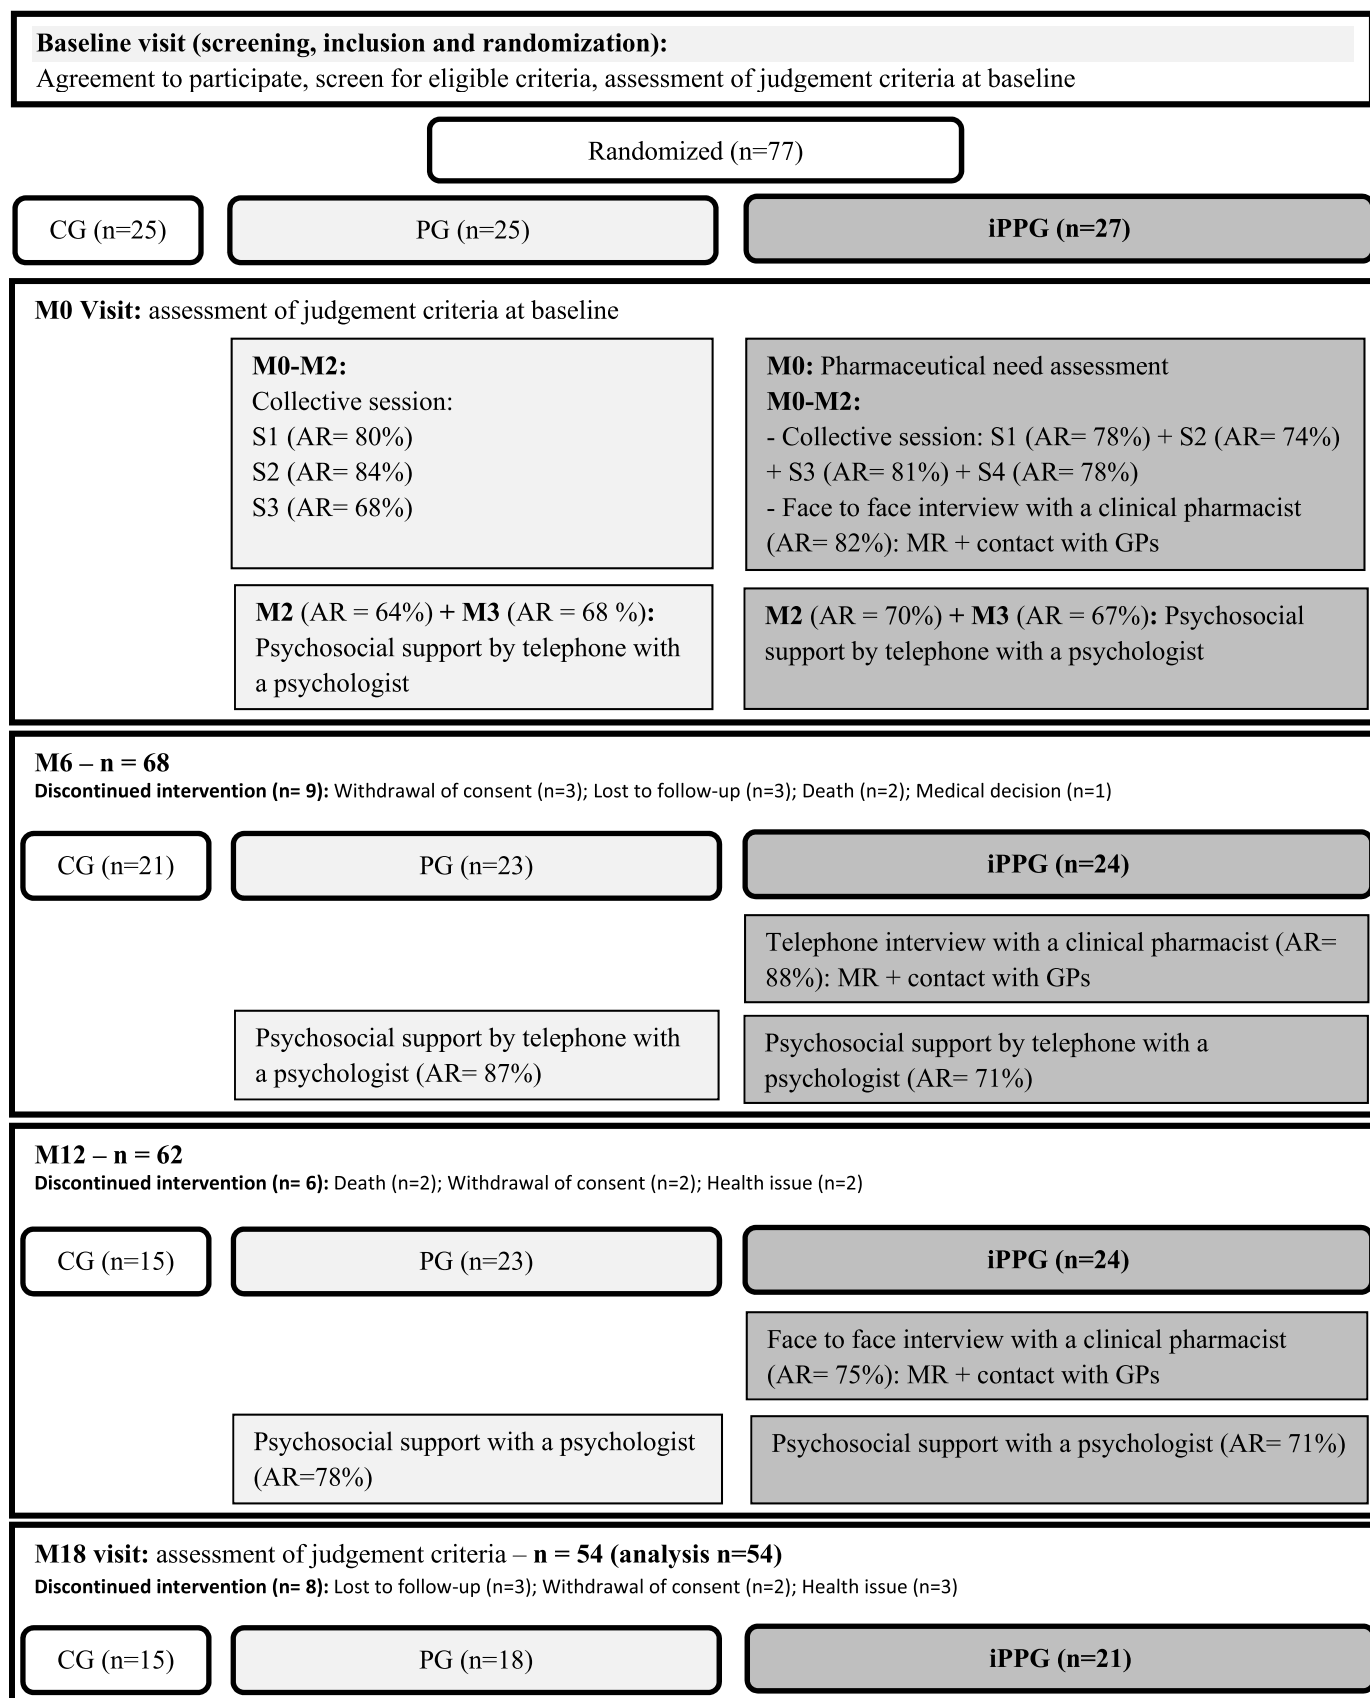 Baseline visit (screening, inclusion and randomization):
Agreement to participate, screen for eligible criteria, assessment of judgement criteria at baseline
Randomized (n=77)
CG (n=25)
PG (n=25)
iPPG (n=27)
M0 Visit: assessment of judgement criteria at baseline
M0-M2:
Collective session:
S1 (AR= 80%)
S2 (AR= 84%)
S3 (AR= 68%)
M0: Pharmaceutical need assessment
M0-M2:
- Collective session: S1 (AR= 78%) + S2 (AR= 74%)
+ S3 (AR= 81%) + S4 (AR= 78%)
- Face to face interview with a clinical pharmacist
(AR= 82%): MR + contact with GPs
M2 (AR = 64%) + M3 (AR = 68 %):
Psychosocial support by telephone with
a psychologist
M2 (AR = 70%) + M3 (AR = 67%): Psychosocial
support by telephone with a psychologist
M6 – n = 68
Discontinued intervention (n= 9): Withdrawal of consent (n=3); Lost to follow-up (n=3); Death (n=2); Medical decision (n=1)
CG (n=21)
PG (n=23)
iPPG (n=24)
Telephone interview with a clinical pharmacist (AR=
88%): MR + contact with GPs
Psychosocial support by telephone with
a psychologist (AR= 87%)
Psychosocial support by telephone with a
psychologist (AR= 71%)
M12 – n = 62
Discontinued intervention (n= 6): Death (n=2); Withdrawal of consent (n=2); Health issue (n=2)
CG (n=15)
PG (n=23)
iPPG (n=24)
Face to face interview with a clinical pharmacist
(AR= 75%): MR + contact with GPs
Psychosocial support with a psychologist
(AR=78%)
Psychosocial support with a psychologist (AR= 71%)
M18 visit: assessment of judgement criteria – n = 54 (analysis n=54)
Discontinued intervention (n= 8): Lost to follow-up (n=3); Withdrawal of consent (n=2); Health issue (n=3)
CG (n=15)
PG (n=18)
iPPG (n=21)